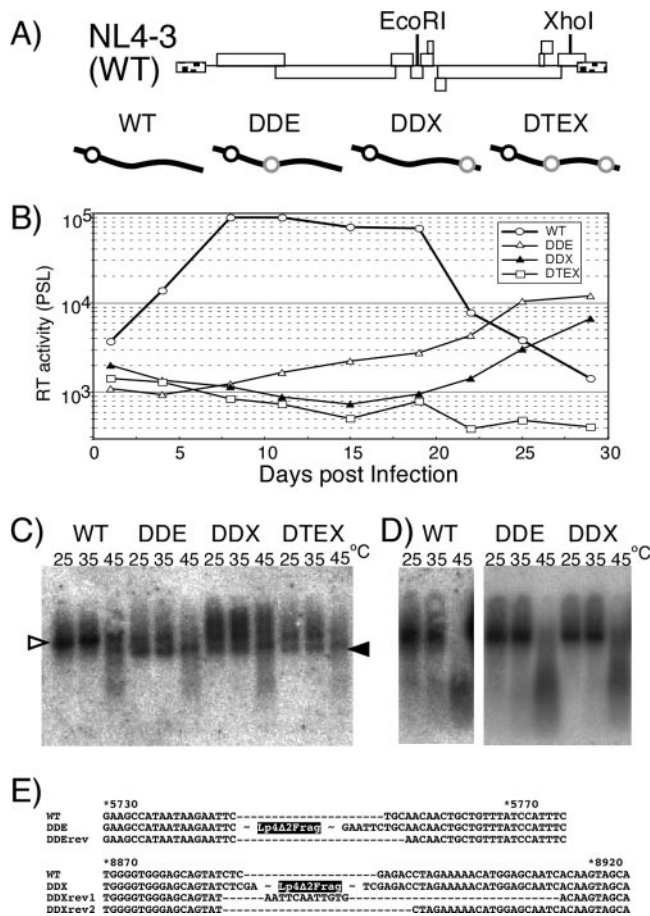 A)
NL4-3
(WT)
EcoRI
XhoI
WT DDE DDX DTEX
B)
10^5
10^4
10^3
RT activity (PSL)
WT
DDE
DDX
DTEX
0 5 10 15 20 25 30
Days post Infection
C) WT DDE DDX DTEX
25 35 45 25 35 45 25 35 45 25 35 45 °C
D) WT DDE DDX
25 35 45 25 35 45 25 35 45 °C
E)
*5730 *5770
WT GAAGCCATAATAAGAATTC-----------------------TGCAACAACTGCTGTTTATCCATTTC
DDE GAAGCCATAATAAGAATTC ~ Lp4Δ2Frag ~ GAATTCTGCAACAACTGCTGTTTATCCATTTC
DDErev GAAGCCATAATAAGAATTC--------------------------AACAACTGCTGTTTATCCATTTC
*8870 *8920
WT TGGGGTGGGAGCAGTATCTC---------------------GAGACCTAGAAAAACATGGAGCAATCACAAGTAGCA
DDX TGGGGTGGGAGCAGTATCTCGA ~ Lp4Δ2Frag ~ TCGAGACCTAGAAAAACATGGAGCAATCACAAGTAGCA
DDXrev1 TGGGGTGGGAGCAGTAT------AATTCAATTGTG------------------------------------ACAAGTAGCA
DDXrev2 TGGGGTGGGAGCAGTAT-----------------------------CTAGAAAAACATGGAGCAATCACAAGTAGCA